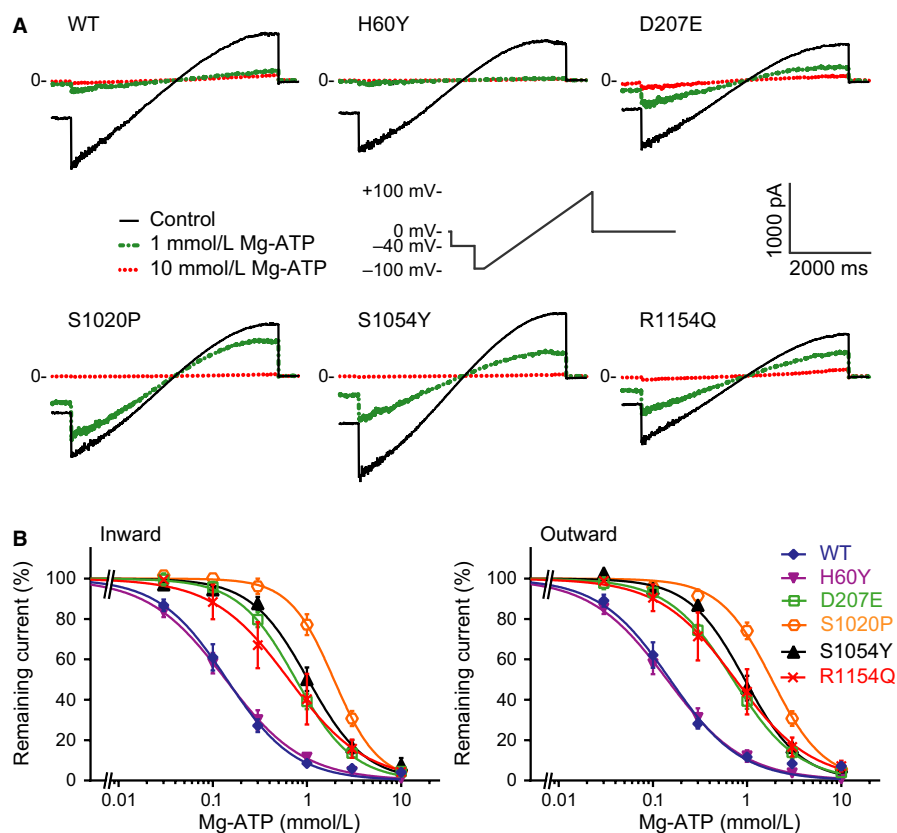 A
WT
H60Y
D207E
0-
0-
0-
Control
1 mmol/L Mg-ATP
10 mmol/L Mg-ATP
+100 mV-
0 mV-
–40 mV-
–100 mV-
1000 pA
2000 ms
S1020P
S1054Y
R1154Q
0-
0-
0-
B
Inward
Remaining current (%)
100
80
60
40
20
0
0.01
0.1
1
10
Mg-ATP (mmol/L)
Outward
Remaining current (%)
100
80
60
40
20
0
0.01
0.1
1
10
Mg-ATP (mmol/L)
WT
H60Y
D207E
S1020P
S1054Y
R1154Q